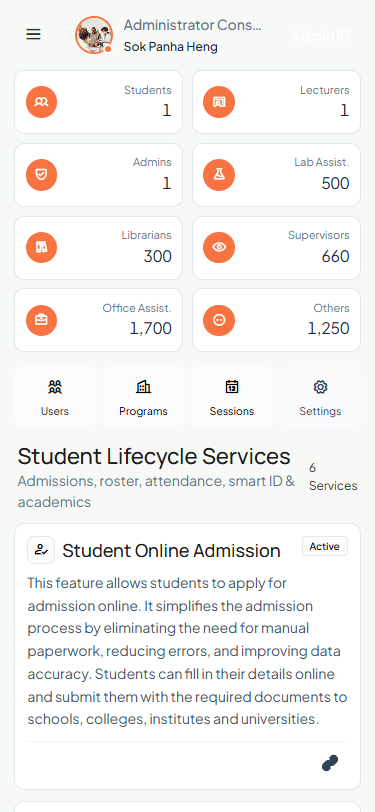 Administrator Cons...
Sok Panha Heng
Admin ID
Students
1
Lecturers
1
Admins
1
Lab Assist.
500
Librarians
300
Supervisors
660
Office Assist.
1,700
Others
1,250
Users
Programs
12
Sessions
Settings
Student Lifecycle Services
Admissions, roster, attendance, smart ID &
academics
6
Services
Student Online Admission
Active
This feature allows students to apply for
admission online. It simplifies the admission
process by eliminating the need for manual
paperwork, reducing errors, and improving data
accuracy. Students can fill in their details online
and submit them with the required documents to
schools, colleges, institutes and universities.